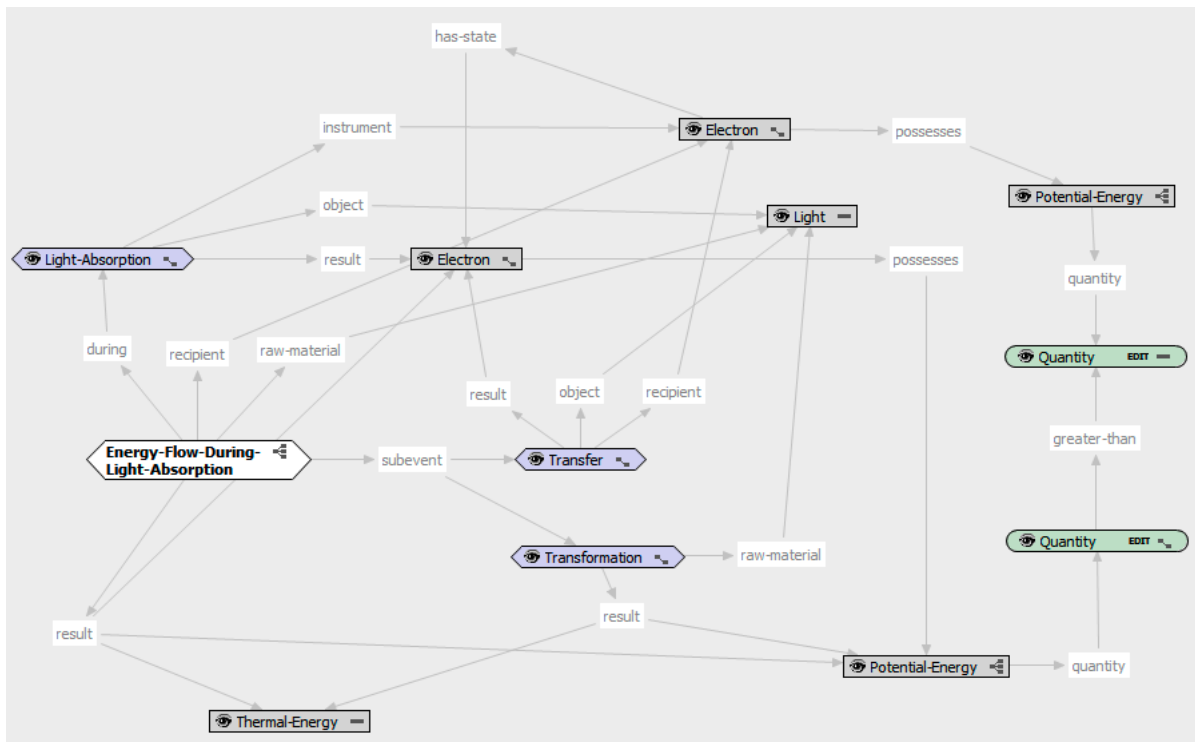 has-state
instrument
Electron
possesses
object
Light
Potential-Energy
Light-Absorption
result
Electron
possesses
quantity
during
recipient
raw-material
Quantity EDIT
result
object
recipient
greater-than
Energy-Flow-During-
Light-Absorption
subevent
Transfer
Quantity EDIT
Transformation
raw-material
result
result
Potential-Energy
quantity
Thermal-Energy